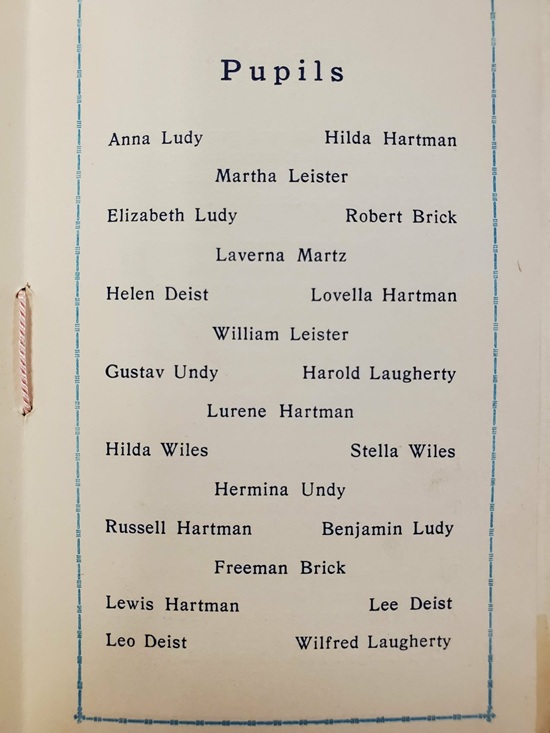 Pupils
Anna Ludy Hilda Hartman
Martha Leister
Elizabeth Ludy Robert Brick
Laverna Martz
Helen Deist Lovella Hartman
William Leister
Gustav Undy Harold Laugherty
Lurene Hartman
Hilda Wiles Stella Wiles
Hermina Undy
Russell Hartman Benjamin Ludy
Freeman Brick
Lewis Hartman Lee Deist
Leo Deist Wilfred Laugherty